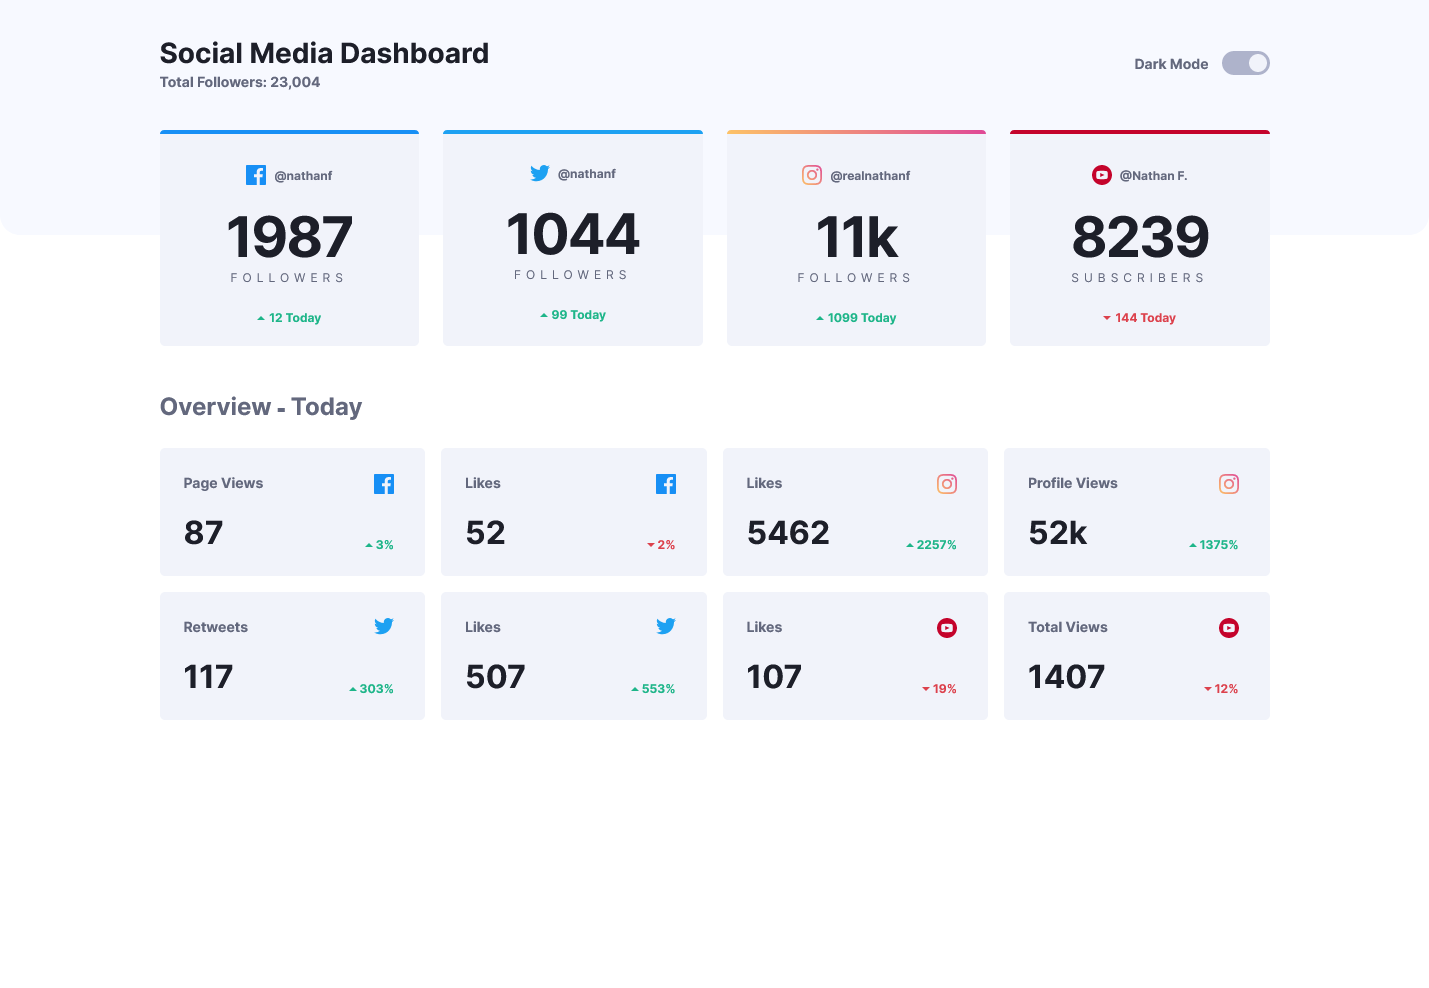 Social Media Dashboard
Total Followers: 23,004
Dark Mode
@nathanf
1987
FOLLOWERS
12 Today
@nathanf
1044
FOLLOWERS
99 Today
@realnathanf
11k
FOLLOWERS
1099 Today
@Nathan F.
8239
SUBSCRIBERS
144 Today
Overview - Today
Page Views
87
3%
Likes
52
2%
Likes
5462
2257%
Profile Views
52k
1375%
Retweets
117
303%
Likes
507
553%
Likes
107
19%
Total Views
1407
12%